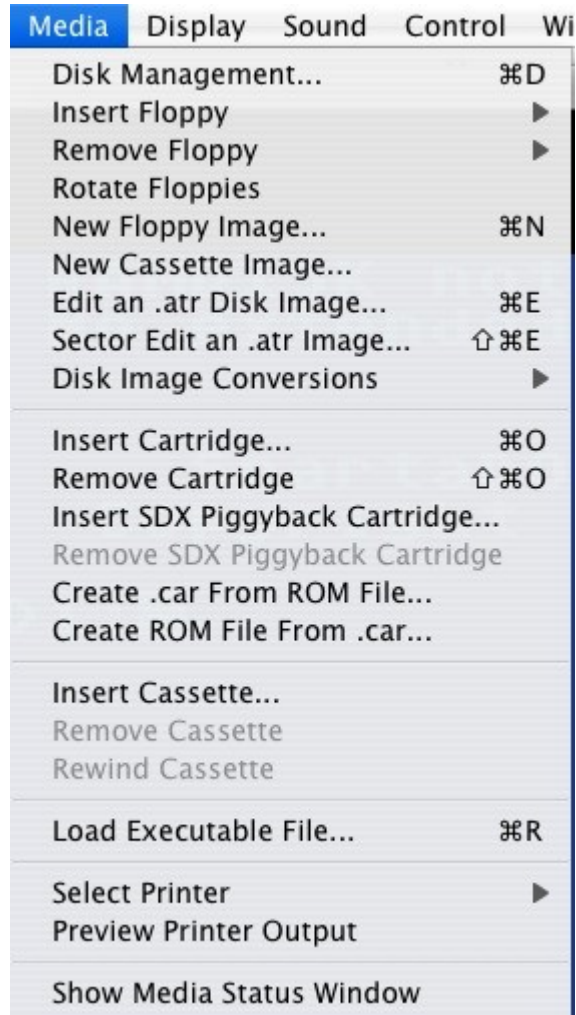 Media Display Sound Control Wi
Disk Management... ⌘D
Insert Floppy ▶
Remove Floppy ▶
Rotate Floppies
New Floppy Image... ⌘N
New Cassette Image...
Edit an .atr Disk Image... ⌘E
Sector Edit an .atr Image... ⇧⌘E
Disk Image Conversions ▶
Insert Cartridge... ⌘O
Remove Cartridge ⇧⌘O
Insert SDX Piggyback Cartridge...
Remove SDX Piggyback Cartridge
Create .car From ROM File...
Create ROM File From .car...
Insert Cassette...
Remove Cassette
Rewind Cassette
Load Executable File... ⌘R
Select Printer ▶
Preview Printer Output
Show Media Status Window